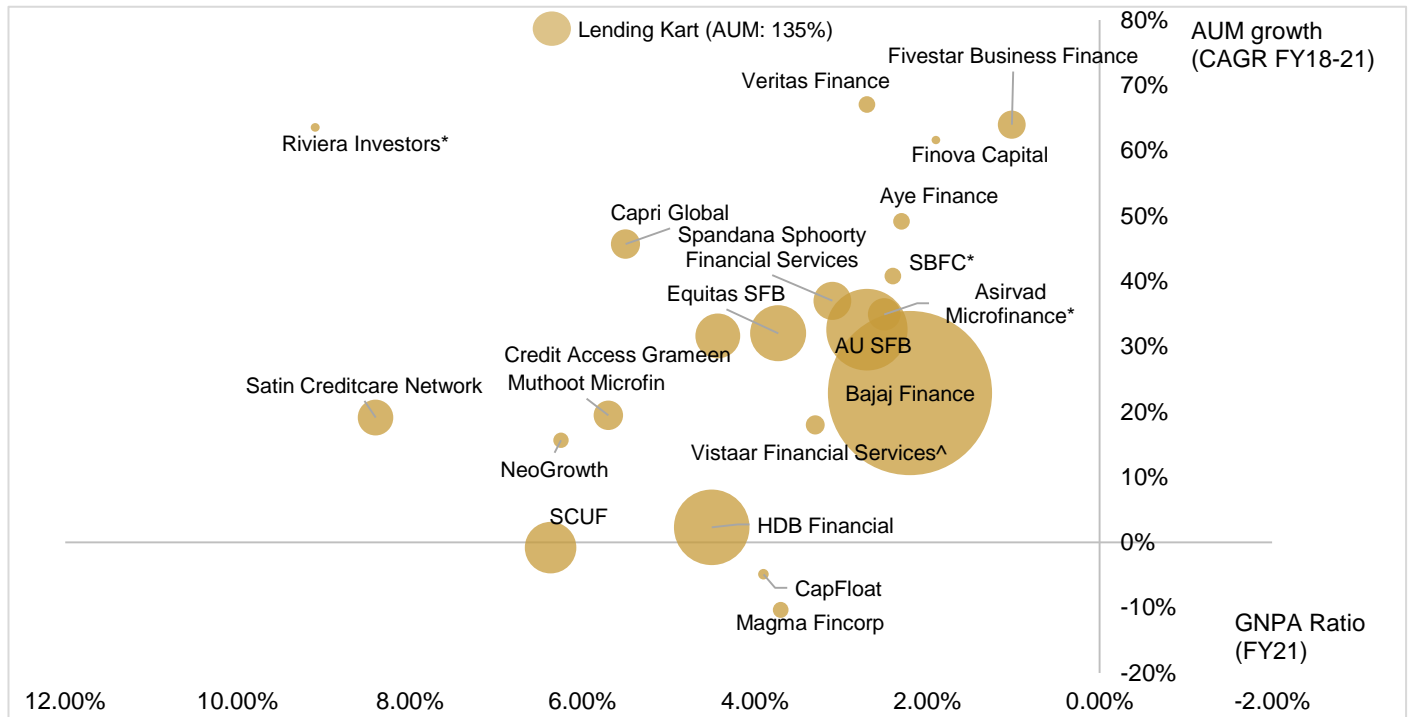 80%
AUM growth
(CAGR FY18-21)
Lending Kart (AUM: 135%)
Fivestar Business Finance
70%
Veritas Finance
Riviera Investors*
60%
Finova Capital
50%
Aye Finance
Capri Global
Spandana Sphoorty
Financial Services
40%
SBFC*
Equitas SFB
Asirvad
Microfinance*
30%
AU SFB
Credit Access Grameen
Muthoot Microfin
Satin Creditcare Network
Bajaj Finance
20%
Vistaar Financial Services^
NeoGrowth
10%
SCUF
HDB Financial
0%
CapFloat
-10%
Magma Fincorp
GNPA Ratio
(FY21)
-20%
12.00% 10.00% 8.00% 6.00% 4.00% 2.00% 0.00% -2.00%